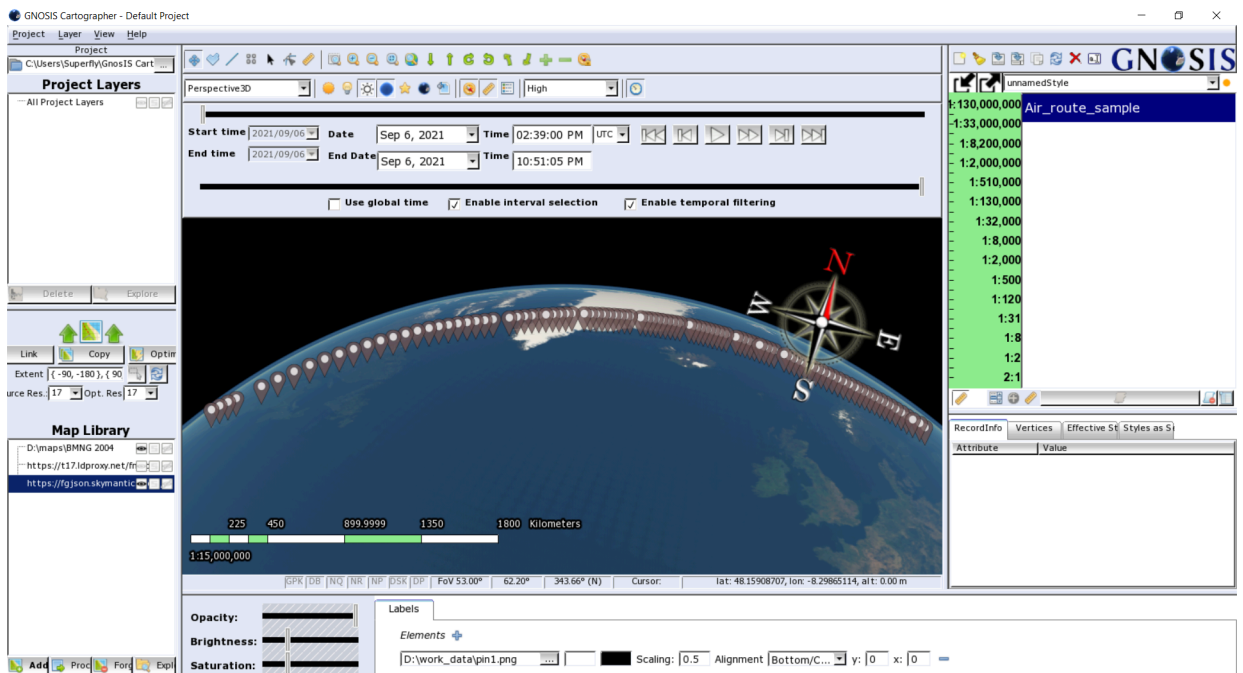 GNOSIS Cartographer - Default Project
Project Layer View Help
Project
C:\Users\Superfly\GnosIS Cart ...
Project Layers
All Project Layers
Delete Explore
Link Copy Optim
Extent { -90, -180 }, { 90
urce Res.: 17 Opt. Res 17
Map Library
D:\maps\BMNG 2004
https://t17.ldproxy.net/fr
https://fgjson.skymantic
Add Proc Forg Expl
Perspective3D High
Start time 2021/09/06 Date Sep 6, 2021 Time 02:39:00 PM UTC
End time 2021/09/06 End Date Sep 6, 2021 Time 10:51:05 PM
Use global time Enable interval selection Enable temporal filtering
N
W
E
S
225 450 899.9999 1350 1800 Kilometers
1:15,000,000
GPK DB NQ NR NP DSK DP FoV 53.00° 62.20° 343.66° (N) Cursor: lat: 48.15908707, lon: -8.29865114, alt: 0.00 m
Opacity:
Brightness:
Saturation:
Labels
Elements
D:\work_data\pin1.png ... Scaling: 0.5 Alignment Bottom/C... y: 0 x: 0
GNOSIS
unnamedStyle
1:130,000,000 Air_route_sample
1:33,000,000
1:8,200,000
1:2,000,000
1:510,000
1:130,000
1:32,000
1:8,000
1:2,000
1:500
1:120
1:31
1:8
1:2
2:1
RecordInfo Vertices Effective St Styles as S
Attribute Value